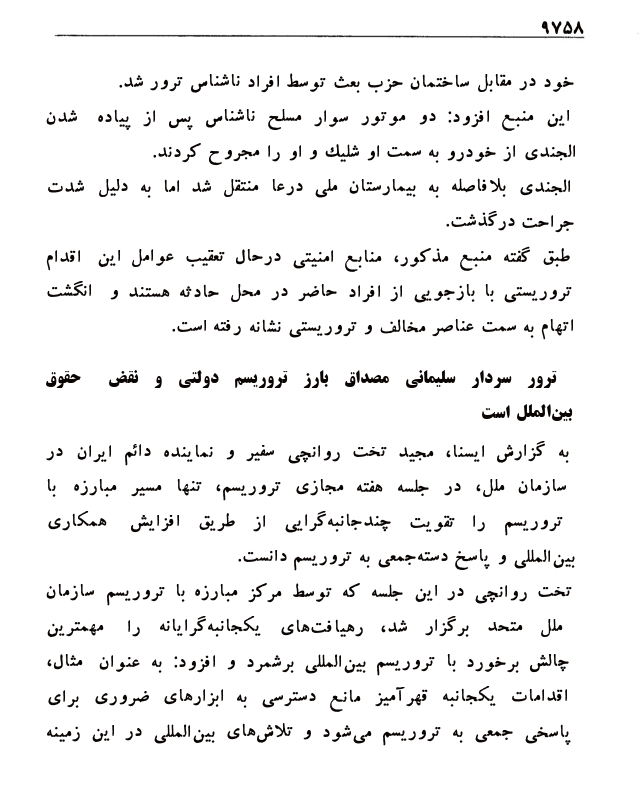 ۹۷۵۸
خود در مقابل ساختمان حزب بعث توسط افراد ناشناس ترور شد.
این منبع افزود: دو موتور سوار مسلح ناشناس پس از پیاده شدن
الجندی از خودرو به سمت او شلیك و او را مجروح کردند.
الجندی بلافاصله به بیمارستان ملی درعا منتقل شد اما به دلیل شدت
جراحت درگذشت.
طبق گفته منبع مذکور، منابع امنیتی درحال تعقیب عوامل این اقدام
تروریستی با بازجویی از افراد حاضر در محل حادثه هستند و انگشت
اتهام به سمت عناصر مخالف و تروریستی نشانه رفته است.
ترور سردار سلیمانی مصداق بارز تروریسم دولتی و نقض حقوق
بین‌الملل است
به گزارش ایسنا، مجید تخت روانچی سفیر و نماینده دائم ایران در
سازمان ملل، در جلسه هفته مجازی تروریسم، تنها مسیر مبارزه با
تروریسم را تقویت چندجانبه‌گرایی از طریق افزایش همکاری
بین‌المللی و پاسخ دسته‌جمعی به تروریسم دانست.
تخت روانچی در این جلسه که توسط مرکز مبارزه با تروریسم سازمان
ملل متحد برگزار شد، رهیافت‌های یکجانبه‌گرایانه را مهمترین
چالش برخورد با تروریسم بین‌المللی برشمرد و افزود: به عنوان مثال،
اقدامات یکجانبه قهرآمیز مانع دسترسی به ابزارهای ضروری برای
پاسخی جمعی به تروریسم می‌شود و تلاش‌های بین‌المللی در این زمینه